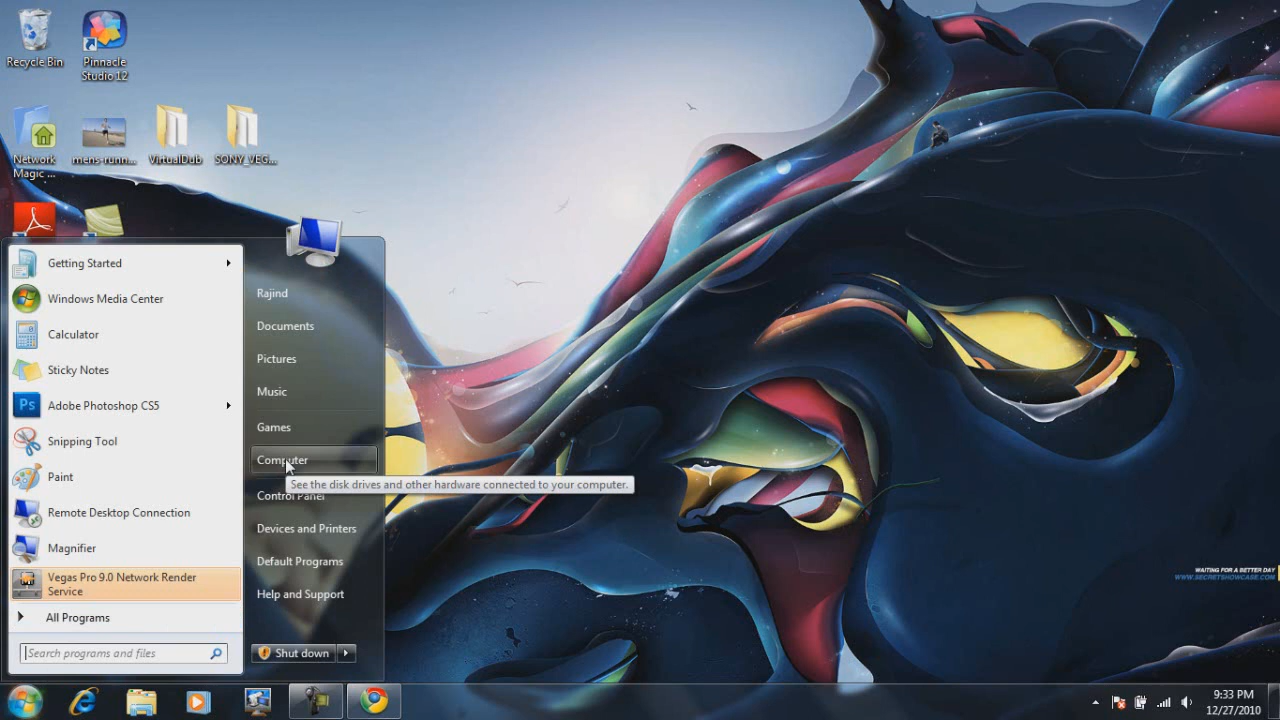 Recycle Bin
Pinnacle
Studio 12
Network
Magic ...
mens-runn...
VirtualDub
SONY_VEG...
Getting Started
Windows Media Center
Calculator
Sticky Notes
Adobe Photoshop CS5
Ps
Snipping Tool
Paint
Remote Desktop Connection
Magnifier
Vegas Pro 9.0 Network Render
Service
All Programs
Search programs and files
Rajind
Documents
Pictures
Music
Games
Computer
See the disk drives and other hardware connected to your computer.
Control Panel
Devices and Printers
Default Programs
Help and Support
Shut down
WAITING FOR A BETTER DAY
WWW.SECRETSHOWCASE.COM
9:33 PM
12/27/2010